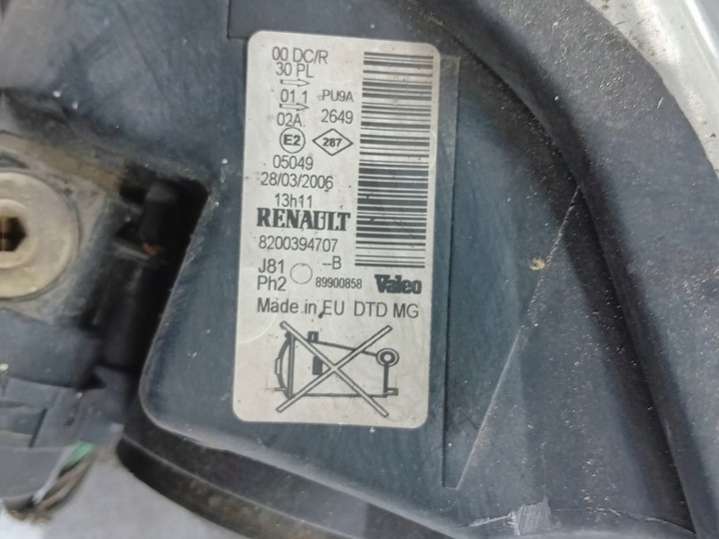 00 DC/R
30 PL
01.1 PU9A
02A. 2649
E2 287
05049
28/03/2006
13h11
RENAULT
8200394707
J81 --B
Ph2 89900858 Valeo
Made in EU DTD MG